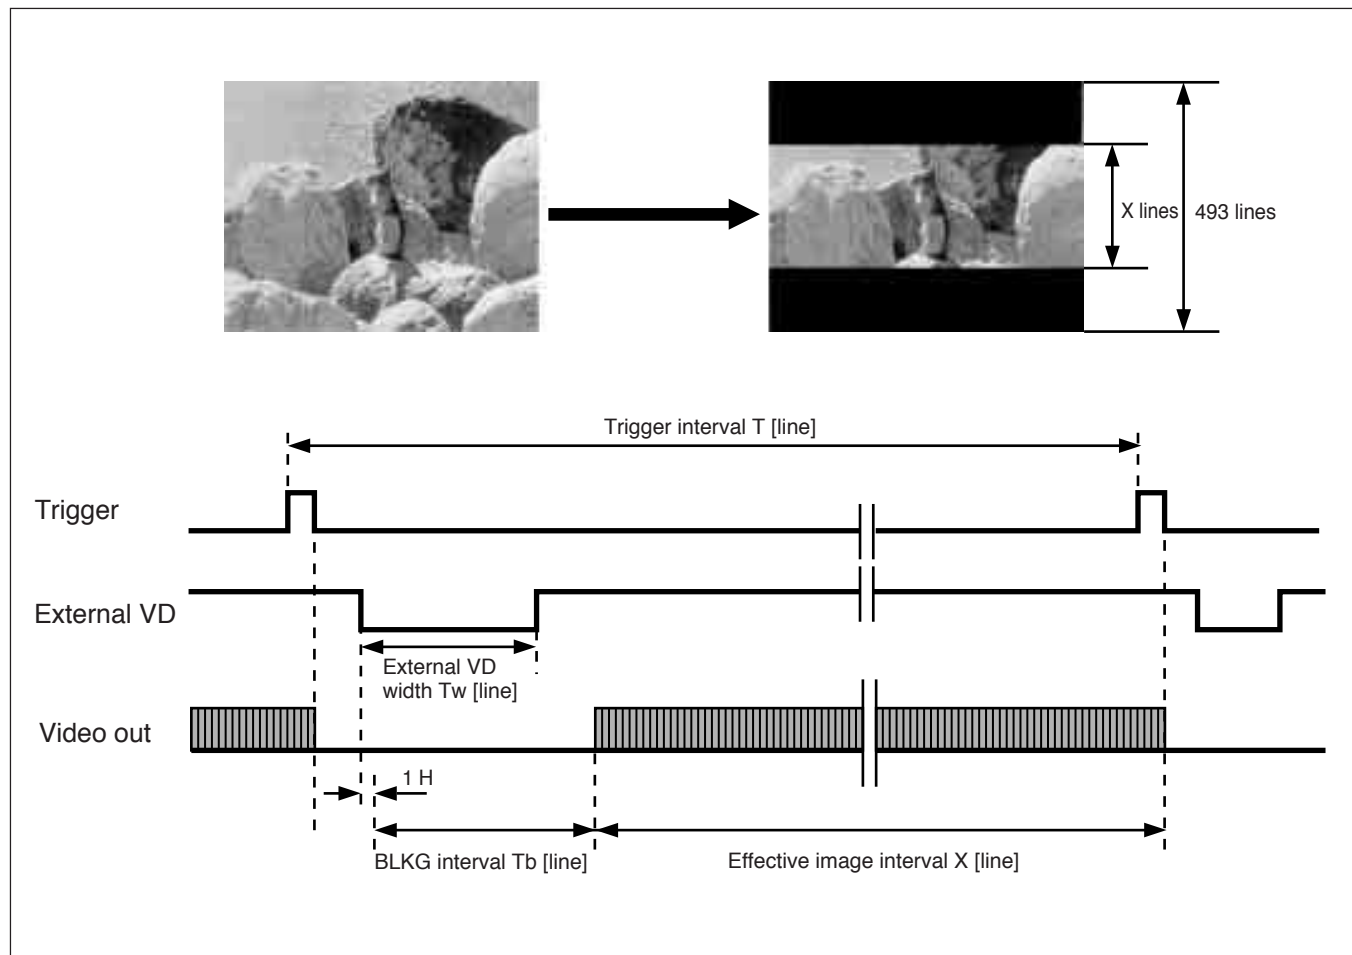 X lines
493 lines
Trigger interval T [line]
Trigger
External VD
External VD
width Tw [line]
Video out
1 H
BLKG interval Tb [line]
Effective image interval X [line]